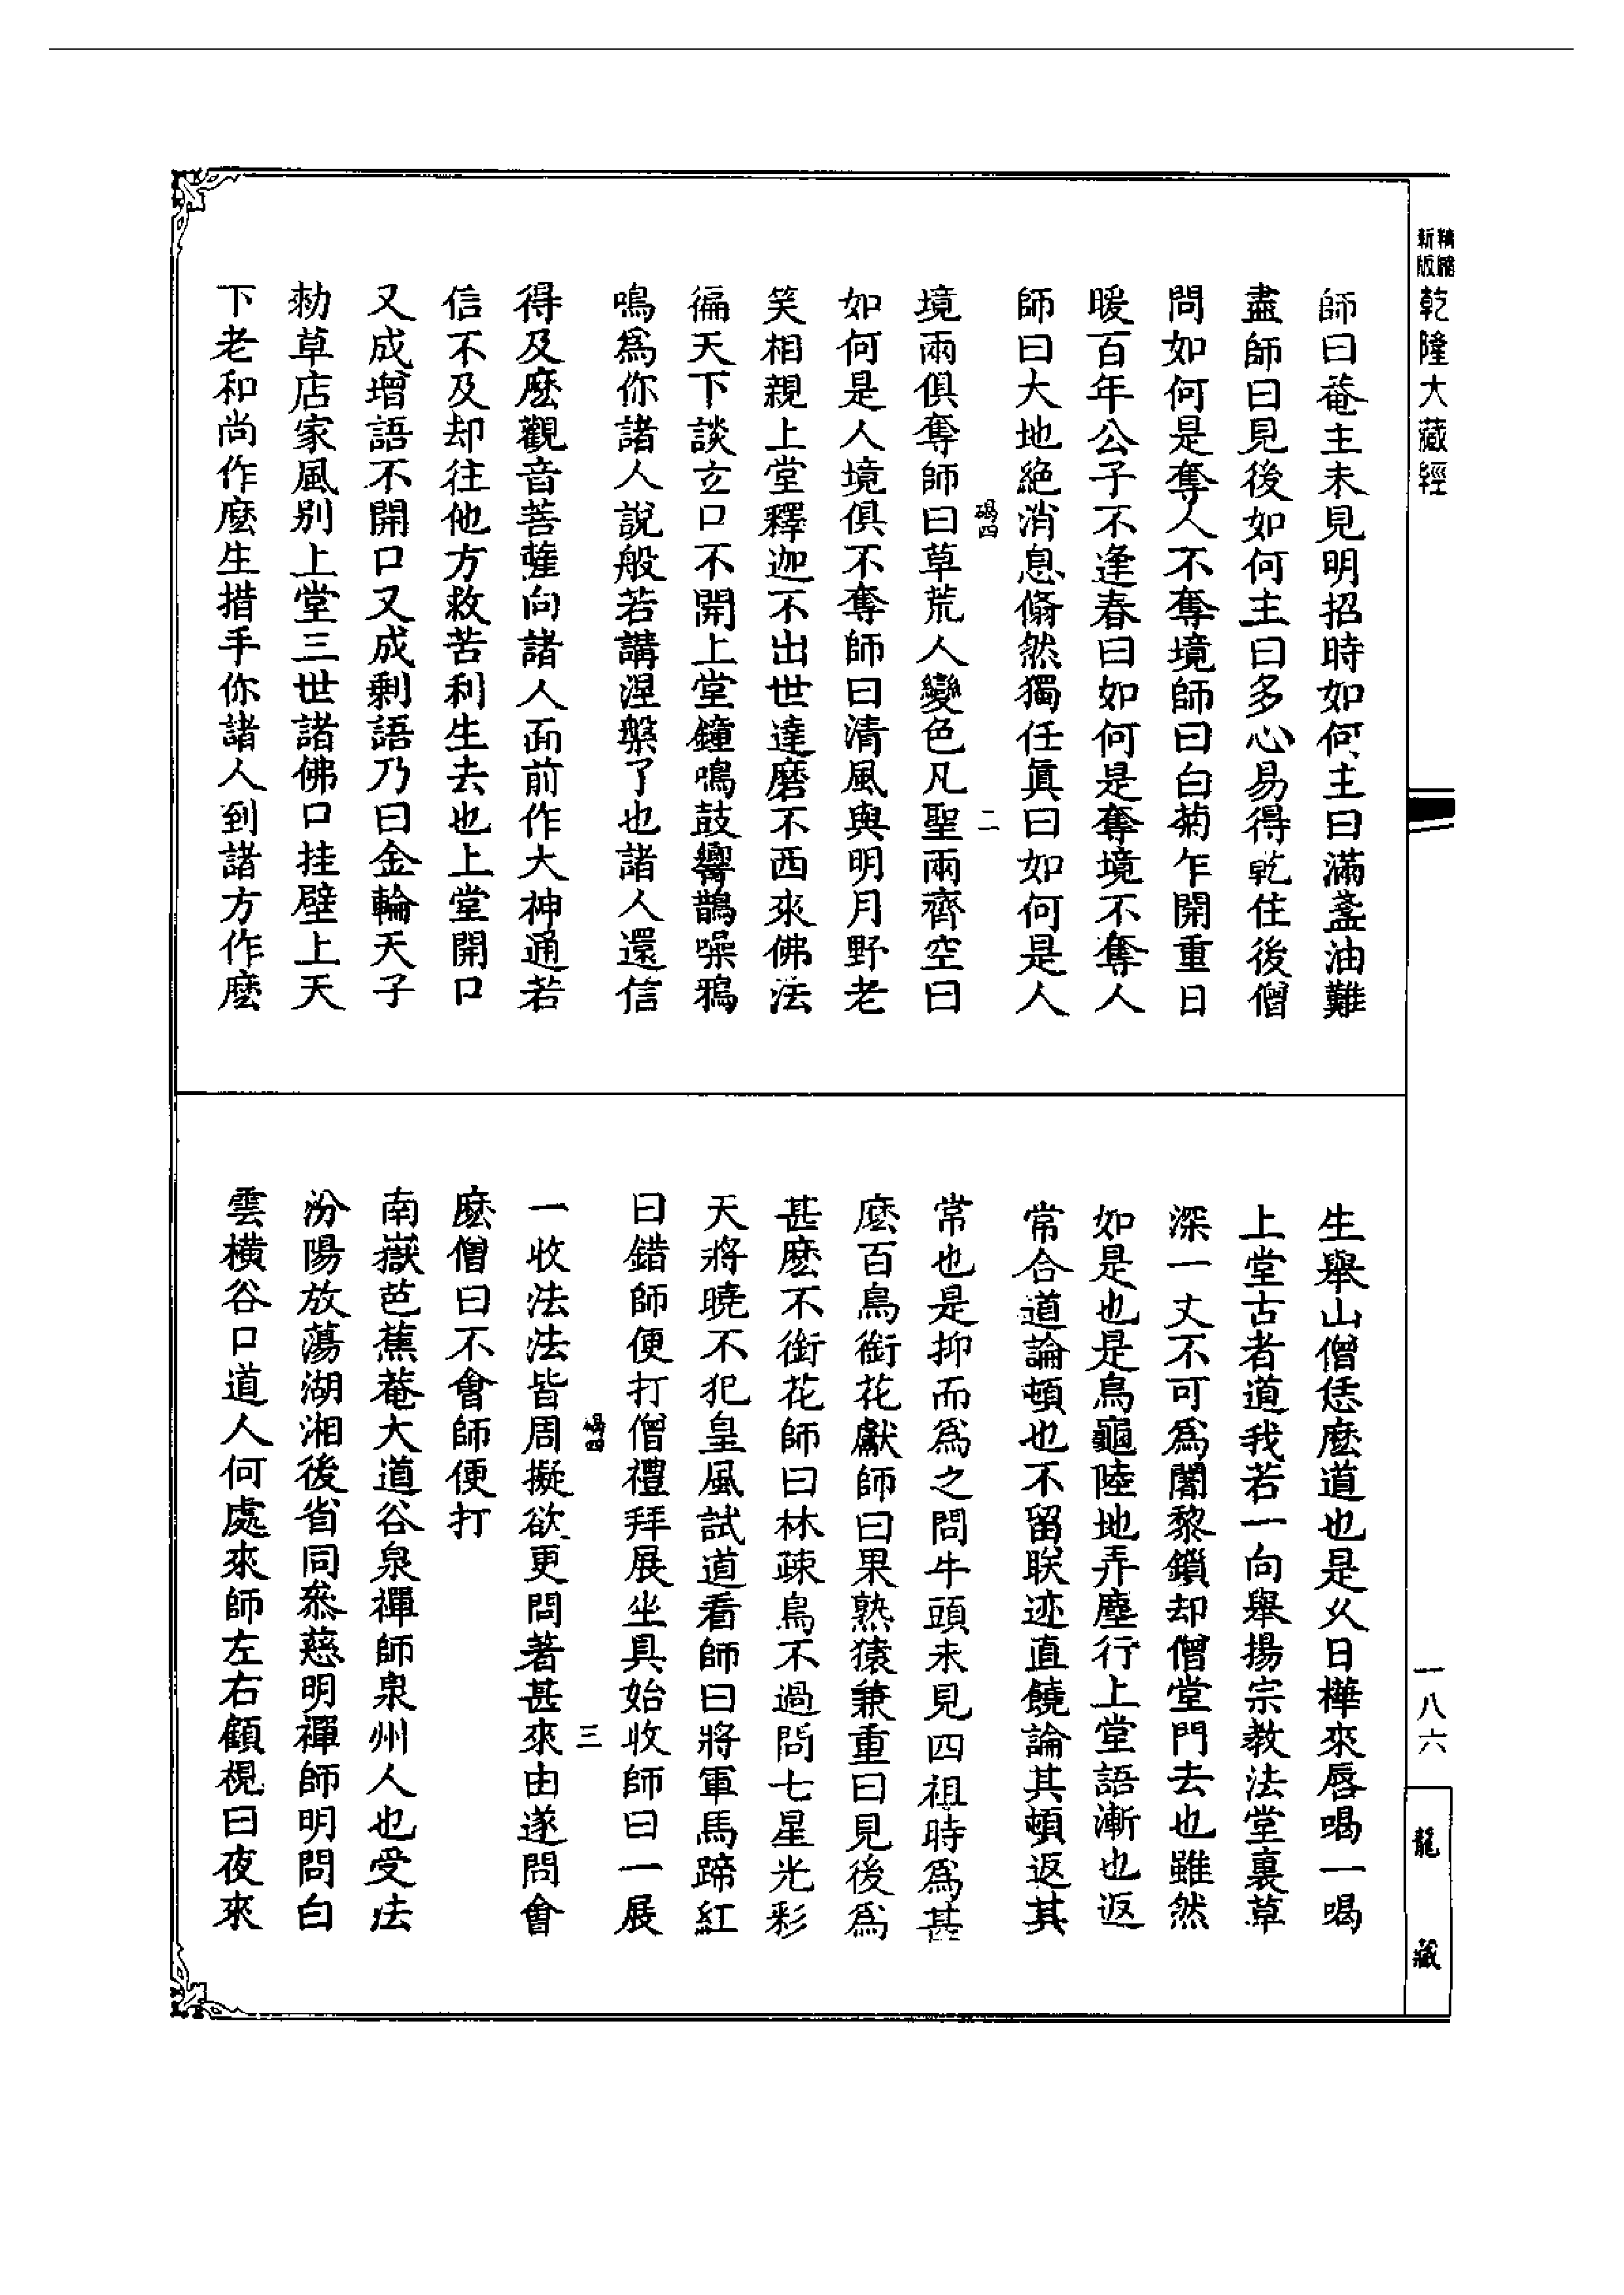 精縮
新版
乾隆大藏經
師曰菴主未見明招時如何主曰滿盞油難
盡師曰見後如何主曰多心易得乾住後僧
問如何是奪人不奪境師曰白菊乍開重日
暖百年公子不逢春曰如何是奪境不奪人
師曰大地絕消息翛然獨任眞曰如何是人
碣四
二
境兩俱奪師曰草荒人變色凡聖兩齊空曰
如何是人境俱不奪師曰清風與明月野老
笑相親上堂釋迦不出世達磨不西來佛法
徧天下談玄口不開上堂鐘鳴鼓響鵲噪鴉
鳴爲你諸人說般若講涅槃了也諸人還信
得及麽觀音菩薩向諸人面前作大神通若
信不及却往他方救苦利生去也上堂開口
又成增語不開口又成剩語乃曰金輪天子
勑草店家風別上堂三世諸佛口挂壁上天
下老和尚作麽生措手你諸人到諸方作麽
生舉山僧恁麽道也是久日樺來唇喝一喝
上堂古者道我若一向舉揚宗教法堂裏草
深一丈不可爲闍黎鎖却僧堂門去也雖然
如是也是烏龜陸地弄塵行上堂語漸也返
常合道論頓也不留朕迹直饒論其頓返其
常也是抑而爲之問牛頭未見四祖時爲甚
麽百鳥銜花獻師曰果熟猿兼重曰見後爲
甚麽不銜花師曰林疎鳥不過問七星光彩
天將曉不犯皇風試道看師曰將軍馬蹄紅
曰錯師便打僧禮拜展坐具始收師曰一展
碣四
三
一收法法皆周擬欲更問著甚來由遂問會
麽僧曰不會師便打
南嶽芭蕉菴大道谷泉禪師泉州人也受法
汾陽放蕩湖湘後省同叅慈明禪師明問白
雲橫谷口道人何處來師左右顧視曰夜來
一八六
龍藏